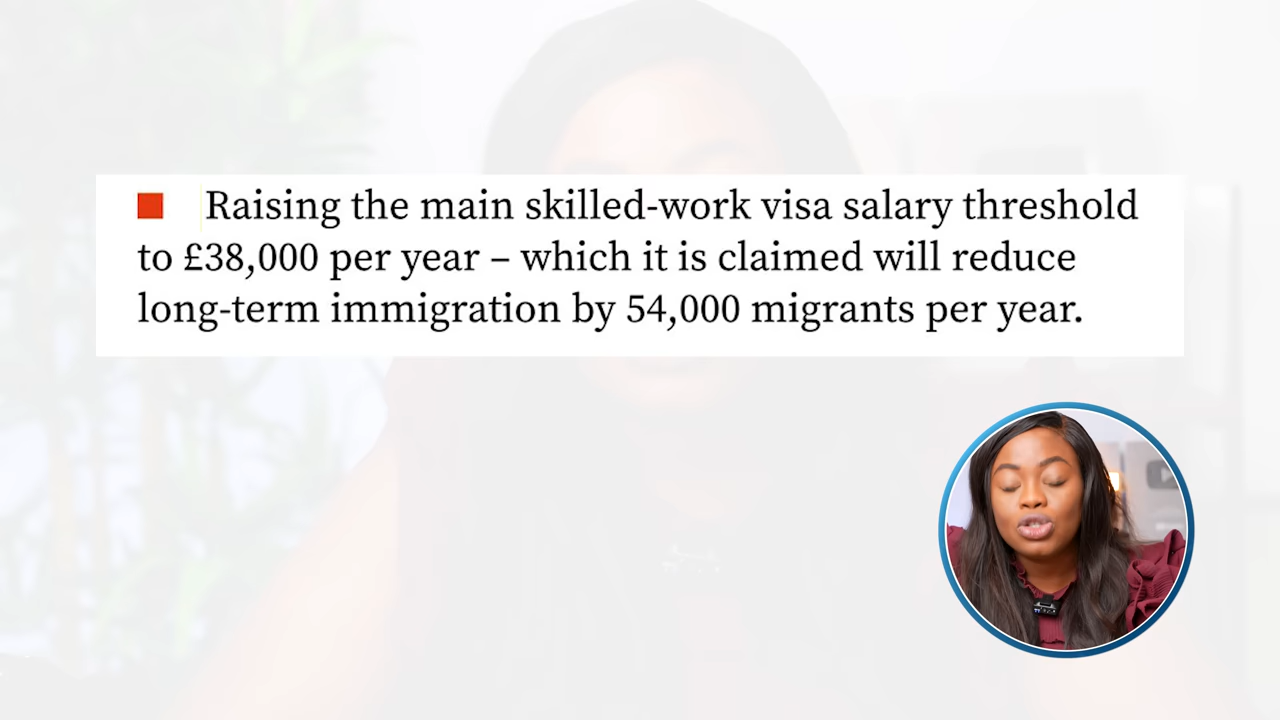 Raising the main skilled-work visa salary threshold
to £38,000 per year – which it is claimed will reduce
long-term immigration by 54,000 migrants per year.